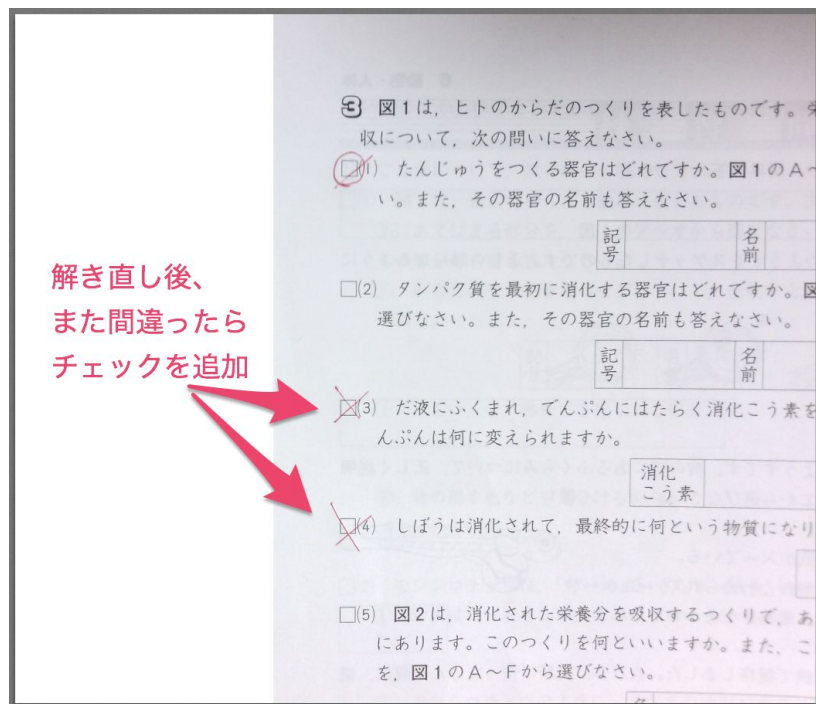 解き直し後、
また間違ったら
チェックを追加
3 図1は，ヒトのからだのつくりを表したものです。
収について，次の問いに答えなさい。
□(1) たんじゅうをつくる器官はどれですか。図1のA～
い。また，その器官の名前も答えなさい。
記号 名前
□(2) タンパク質を最初に消化する器官はどれですか。図
選びなさい。また，その器官の名前も答えなさい。
記号 名前
□(3) だ液にふくまれ，でんぷんにはたらく消化こう素を
んぷんは何に変えられますか。
消化
こう素
□(4) しぼうは消化されて，最終的に何という物質になり
□(5) 図2は，消化された栄養分を吸収するつくりで，あ
にあります。このつくりを何といいますか。また，こ
を，図1のA～Fから選びなさい。